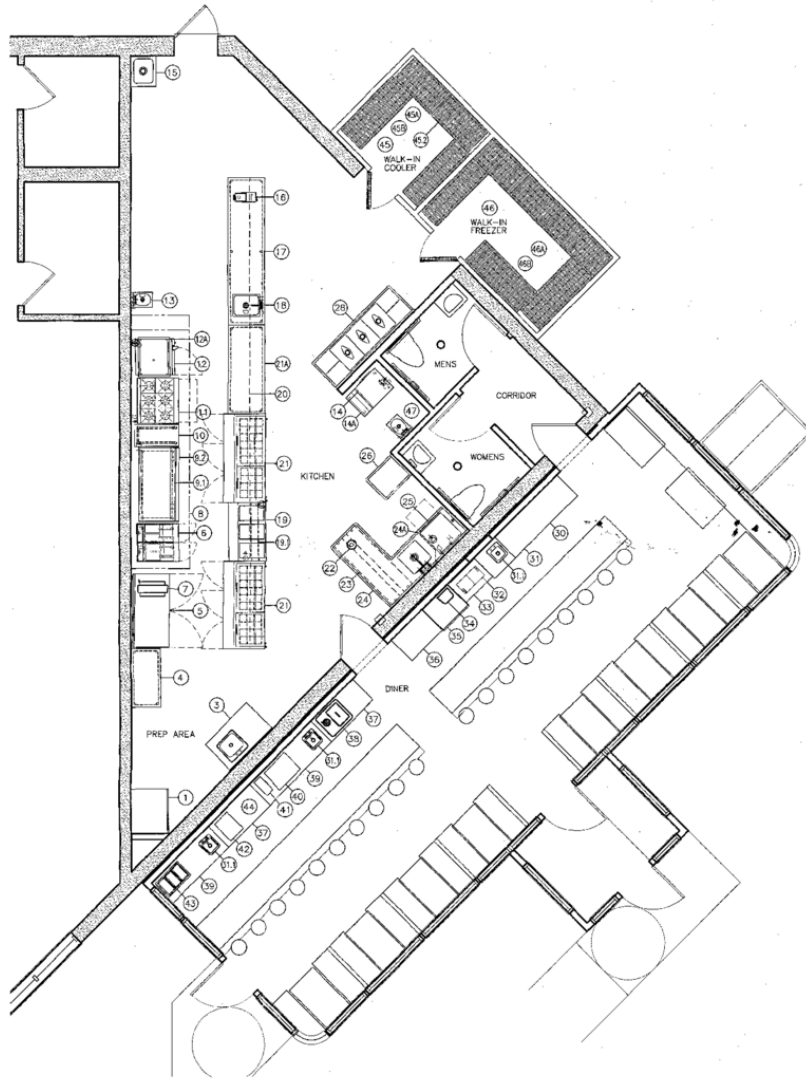 15
45A
45B
45.2
45
WALK-IN
COOLER
16
46
WALK-IN
FREEZER
46A
46B
17
13
18
28
12A
12
21A
MENS
14
14A
47
CORRIDOR
11
20
10
9.2
9.1
21
KITCHEN
26
WOMENS
8
6
19
9.1
25
24A
30
22
23
24
31
31.1
32
33
34
35
36
7
5
21
4
DINER
3
PREP AREA
37
38
31.1
39
40
41
1
44
37
42
31.1
39
43